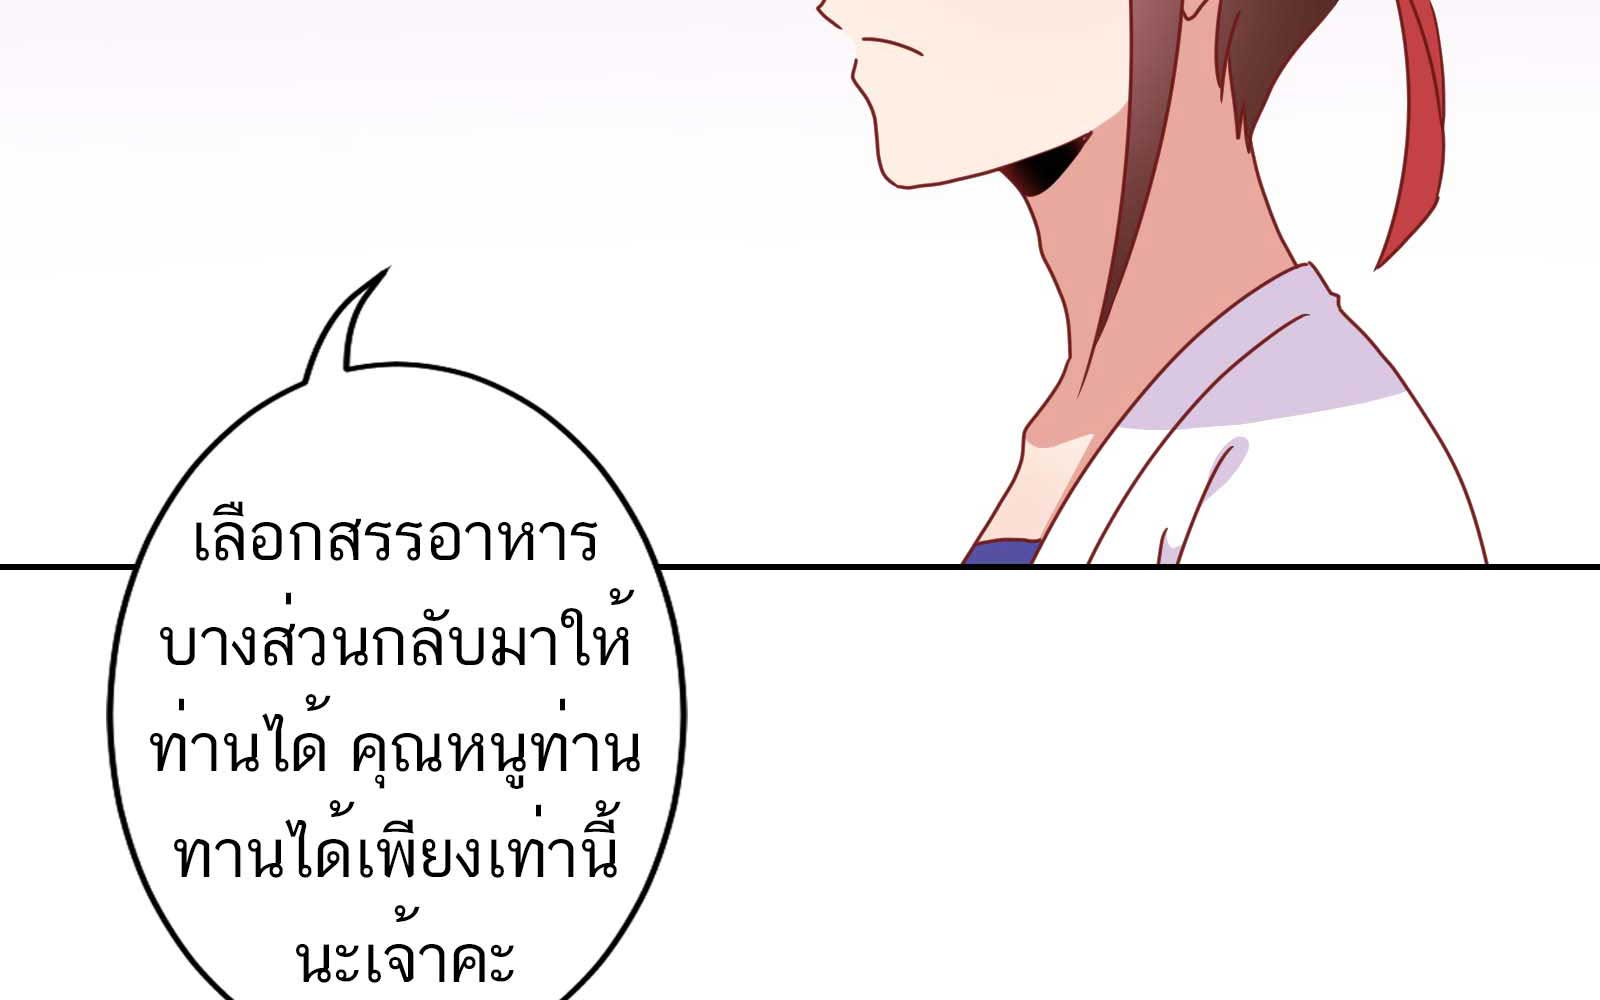 เลือกสรรอาหาร
บางส่วนกลับมาให้
ท่านได้ คุณหนูท่าน
ทานได้เพียงเท่านี้
นะเจ้าคะ